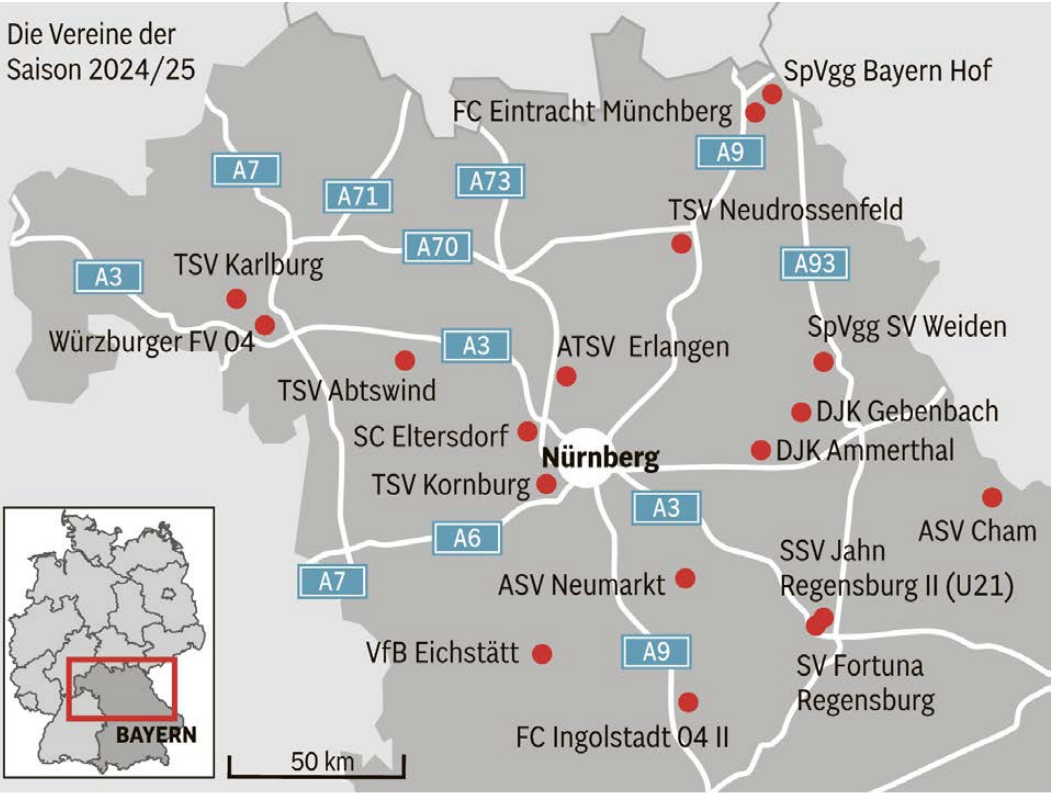 Die Vereine der
Saison 2024/25
SpVgg Bayern Hof
FC Eintracht Münchberg
A9
A7
A71
A73
TSV Neudrossenfeld
A70
A93
A3
TSV Karlburg
Würzburger FV 04
SpVgg SV Weiden
A3
ATSV Erlangen
TSV Abtswind
DJK Gebenbach
SC Eltersdorf
DJK Ammerthal
Nürnberg
TSV Kornburg
A3
ASV Cham
A6
SSV Jahn
Regensburg II (U21)
A7
ASV Neumarkt
VfB Eichstätt
A9
SV Fortuna
Regensburg
FC Ingolstadt 04 II
BAYERN
50 km